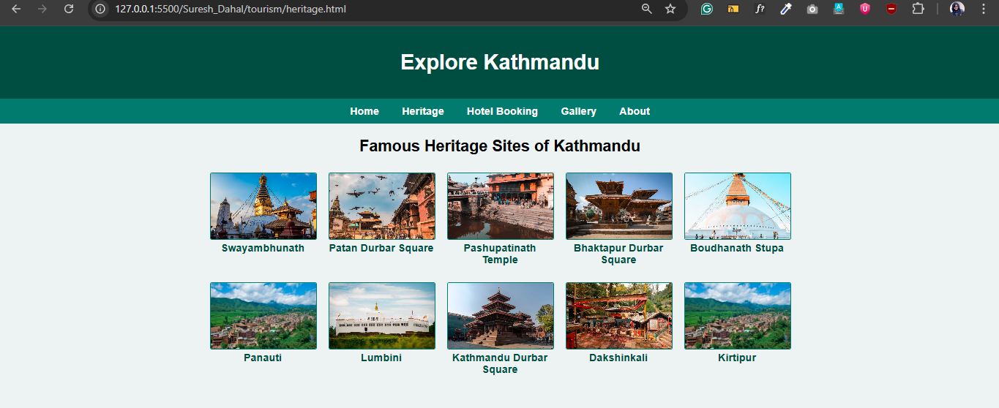 127.0.0.1:5500/Suresh_Dahal/tourism/heritage.html
Explore Kathmandu
Home Heritage Hotel Booking Gallery About
Famous Heritage Sites of Kathmandu
Swayambhunath
Patan Durbar Square
Pashupatinath
Temple
Bhaktapur Durbar
Square
Boudhanath Stupa
Panauti
Lumbini
Kathmandu Durbar
Square
Dakshinkali
Kirtipur